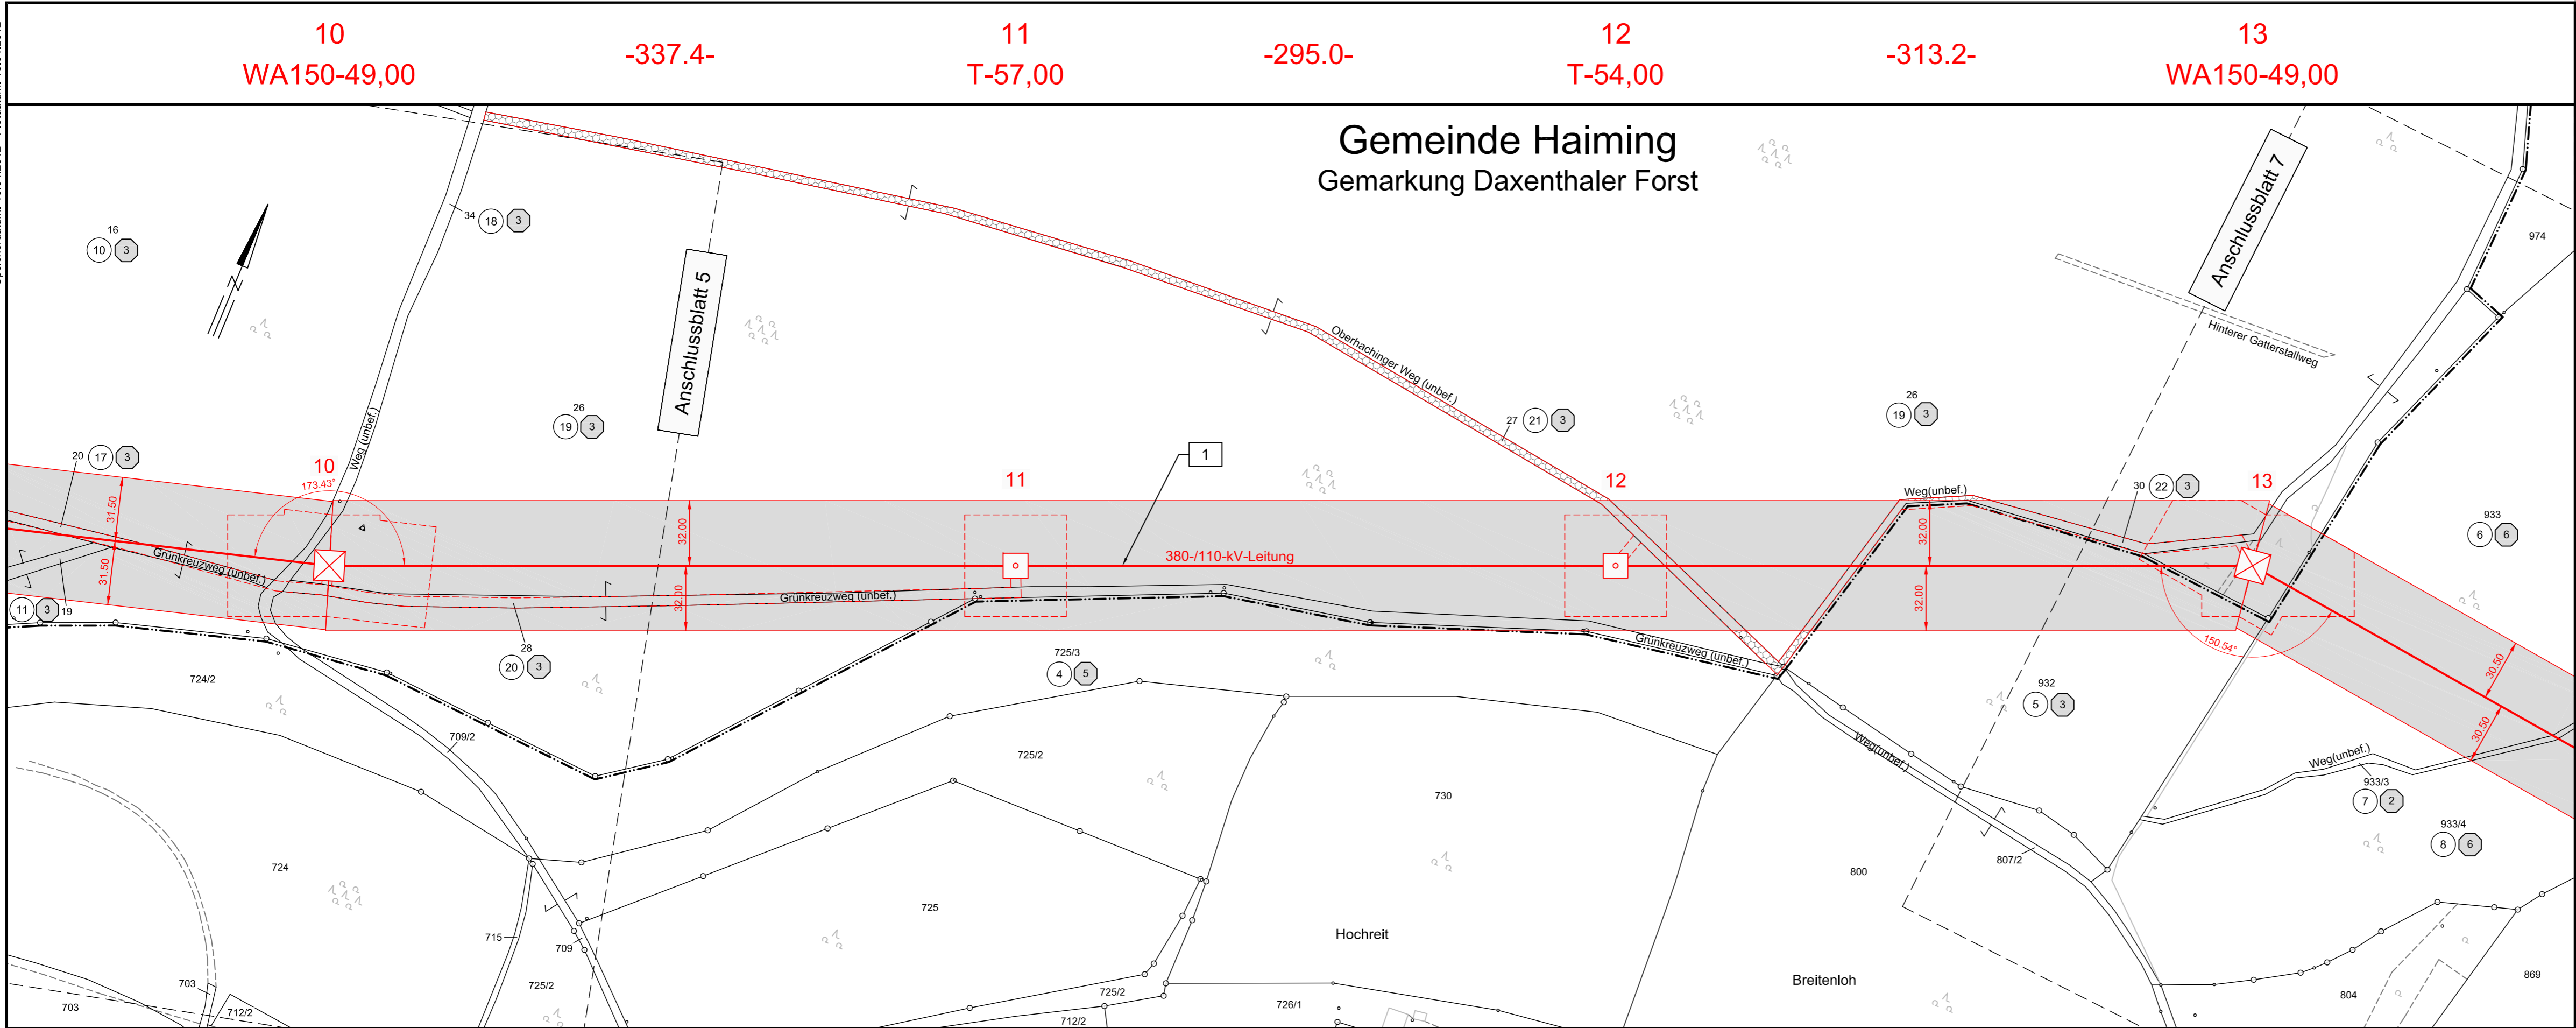 10
WA150-49,00
-337.4-
11
T-57,00
-295.0-
12
T-54,00
-313.2-
13
WA150-49,00
Gemeinde Haiming
Gemarkung Daxenthaler Forst
Anschlussblatt 5
Anschlussblatt 7
16
10 3
34 18 3
N
974
Hinterer Gatterstallweg
Oberhachinger Weg (unbef.)
26
19 3
27 21 3
26
19 3
Weg (unbef.)
20 17 3
10
173.43°
11
1
12
13
Weg(unbef.)
30 22 3
933
6 6
31.50
31.50
32.00
32.00
32.00
32.00
380-/110-kV-Leitung
Grünkreuzweg (unbef.)
Grünkreuzweg (unbef.)
Grünkreuzweg (unbef.)
11 3 19
28
20 3
725/3
4 5
150.54°
30.50
30.50
932
5 3
724/2
709/2
725/2
730
Weg(unbef.)
Weg(unbef.)
933/3
7 2
933/4
8 6
807/2
724
800
725
715
709
Hochreit
Breitenloh
703
703
712/2
725/2
725/2
712/2
726/1
804
869